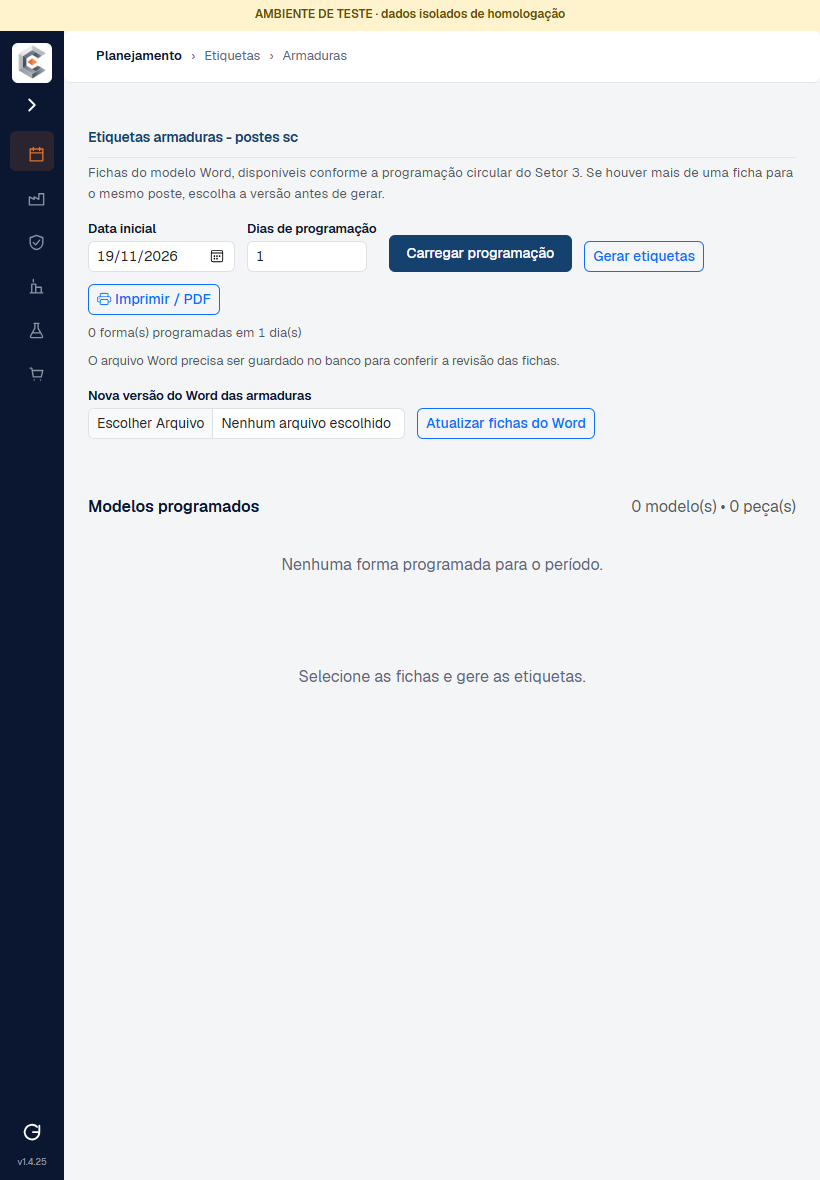 AMBIENTE DE TESTE · dados isolados de homologação
Planejamento › Etiquetas › Armaduras
Etiquetas armaduras - postes sc
Fichas do modelo Word, disponíveis conforme a programação circular do Setor 3. Se houver mais de uma ficha para
o mesmo poste, escolha a versão antes de gerar.
Data inicial
Dias de programação
19/11/2026
1
Carregar programação
Gerar etiquetas
Imprimir / PDF
0 forma(s) programadas em 1 dia(s)
O arquivo Word precisa ser guardado no banco para conferir a revisão das fichas.
Nova versão do Word das armaduras
Escolher Arquivo
Nenhum arquivo escolhido
Atualizar fichas do Word
Modelos programados
0 modelo(s) • 0 peça(s)
Nenhuma forma programada para o período.
Selecione as fichas e gere as etiquetas.
v1.4.25